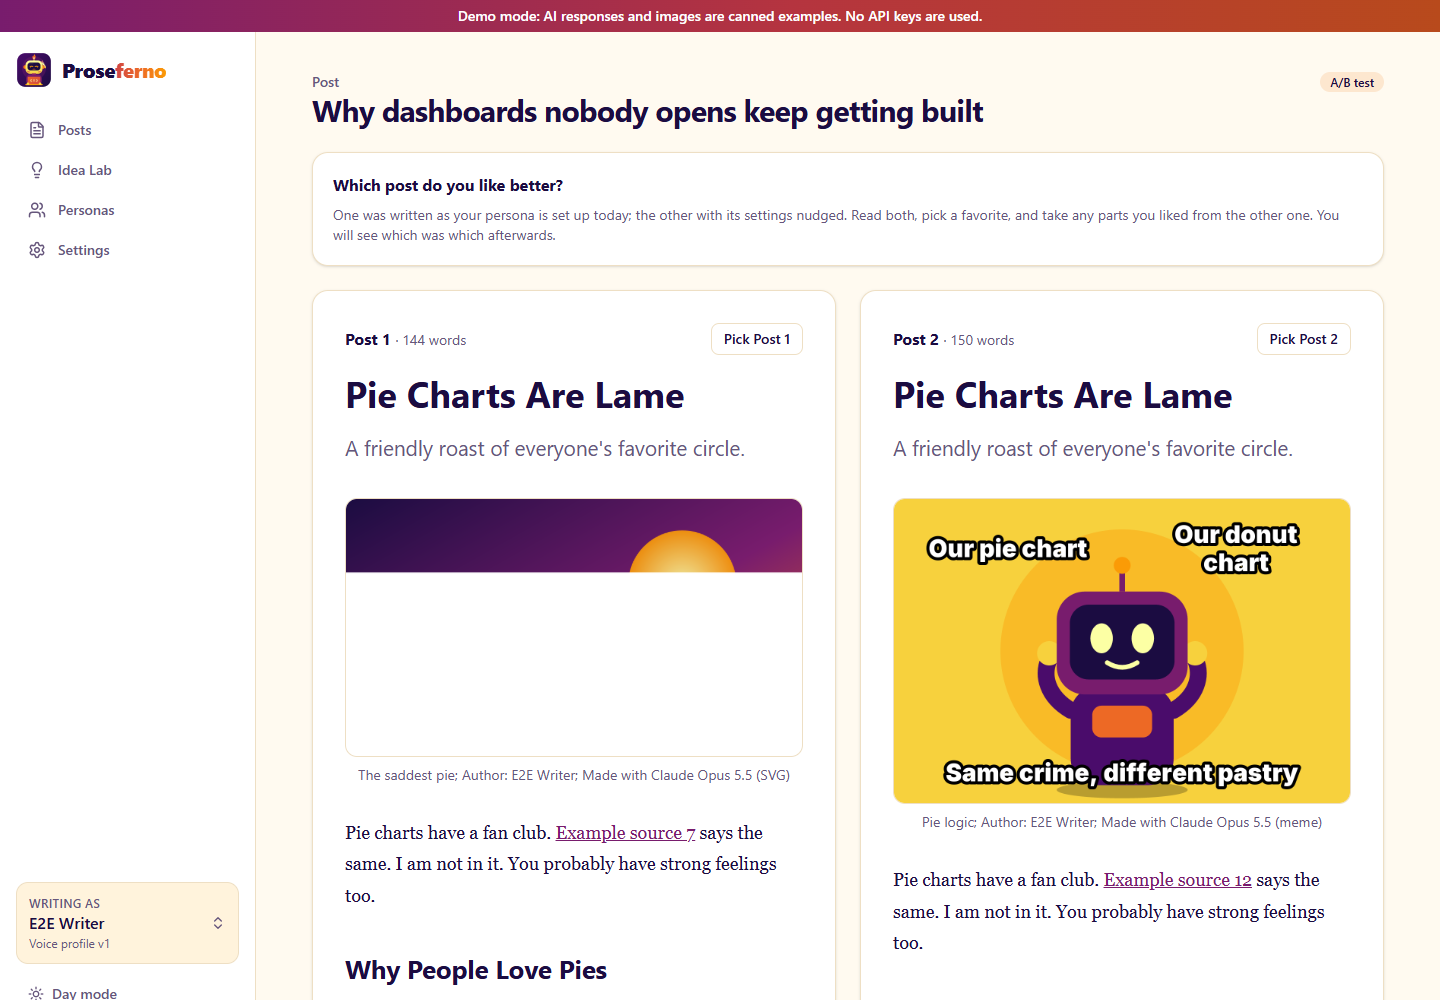 Demo mode: AI responses and images are canned examples. No API keys are used.
Proseferno
Posts
Idea Lab
Personas
Settings
WRITING AS
E2E Writer
Voice profile v1
Day mode
Post
A/B test
Why dashboards nobody opens keep getting built
Which post do you like better?
One was written as your persona is set up today; the other with its settings nudged. Read both, pick a favorite, and take any parts you liked from the other one. You
will see which was which afterwards.
Post 1 · 144 words
Pick Post 1
Pie Charts Are Lame
A friendly roast of everyone's favorite circle.
The saddest pie; Author: E2E Writer; Made with Claude Opus 5.5 (SVG)
Pie charts have a fan club. Example source 7 says the
same. I am not in it. You probably have strong feelings
too.
Why People Love Pies
Post 2 · 150 words
Pick Post 2
Pie Charts Are Lame
A friendly roast of everyone's favorite circle.
Our pie chart
Our donut
chart
Same crime, different pastry
Pie logic; Author: E2E Writer; Made with Claude Opus 5.5 (meme)
Pie charts have a fan club. Example source 12 says the
same. I am not in it. You probably have strong feelings
too.